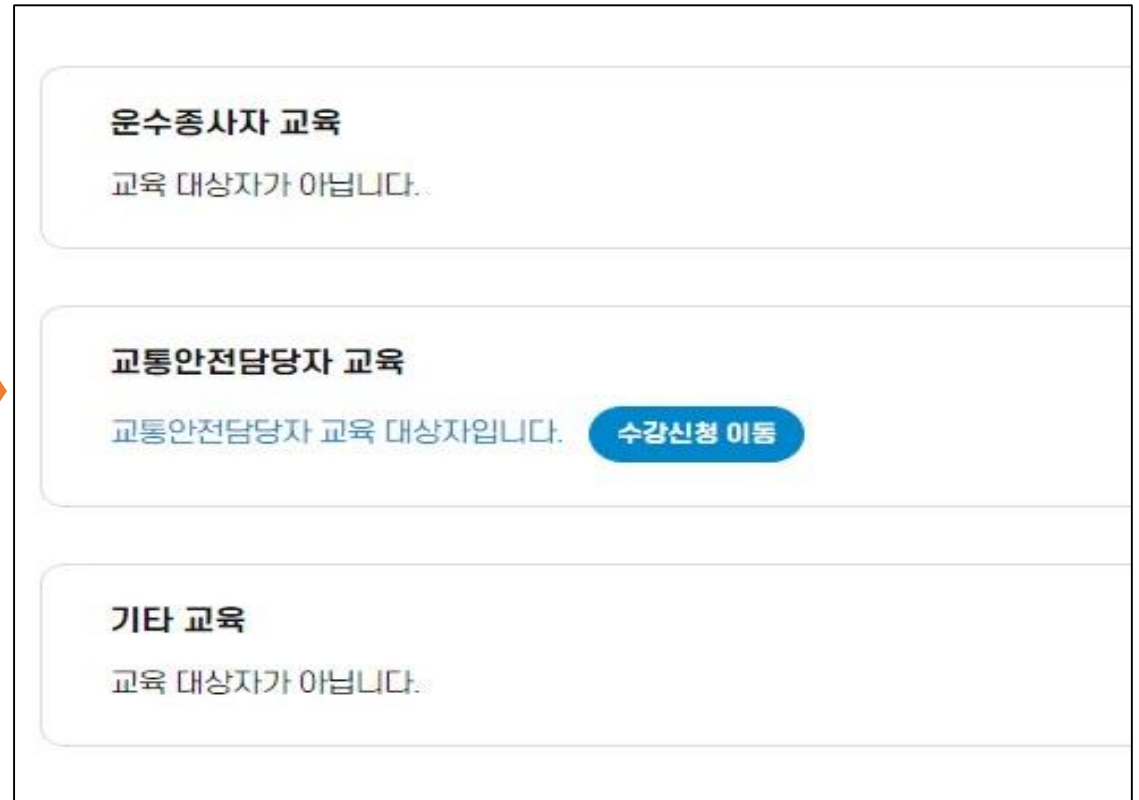 운수종사자 교육
교육 대상자가 아닙니다.
교통안전담당자 교육
교통안전담당자 교육 대상자입니다. 수강신청 이동
기타 교육
교육 대상자가 아닙니다.